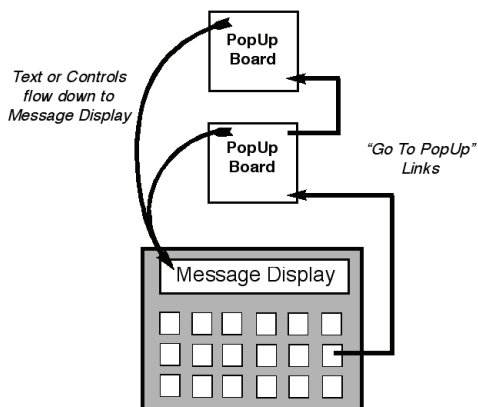 PopUp
Board
Text or Controls
flow down to
Message Display
PopUp
Board
“Go To PopUp”
Links
Message Display